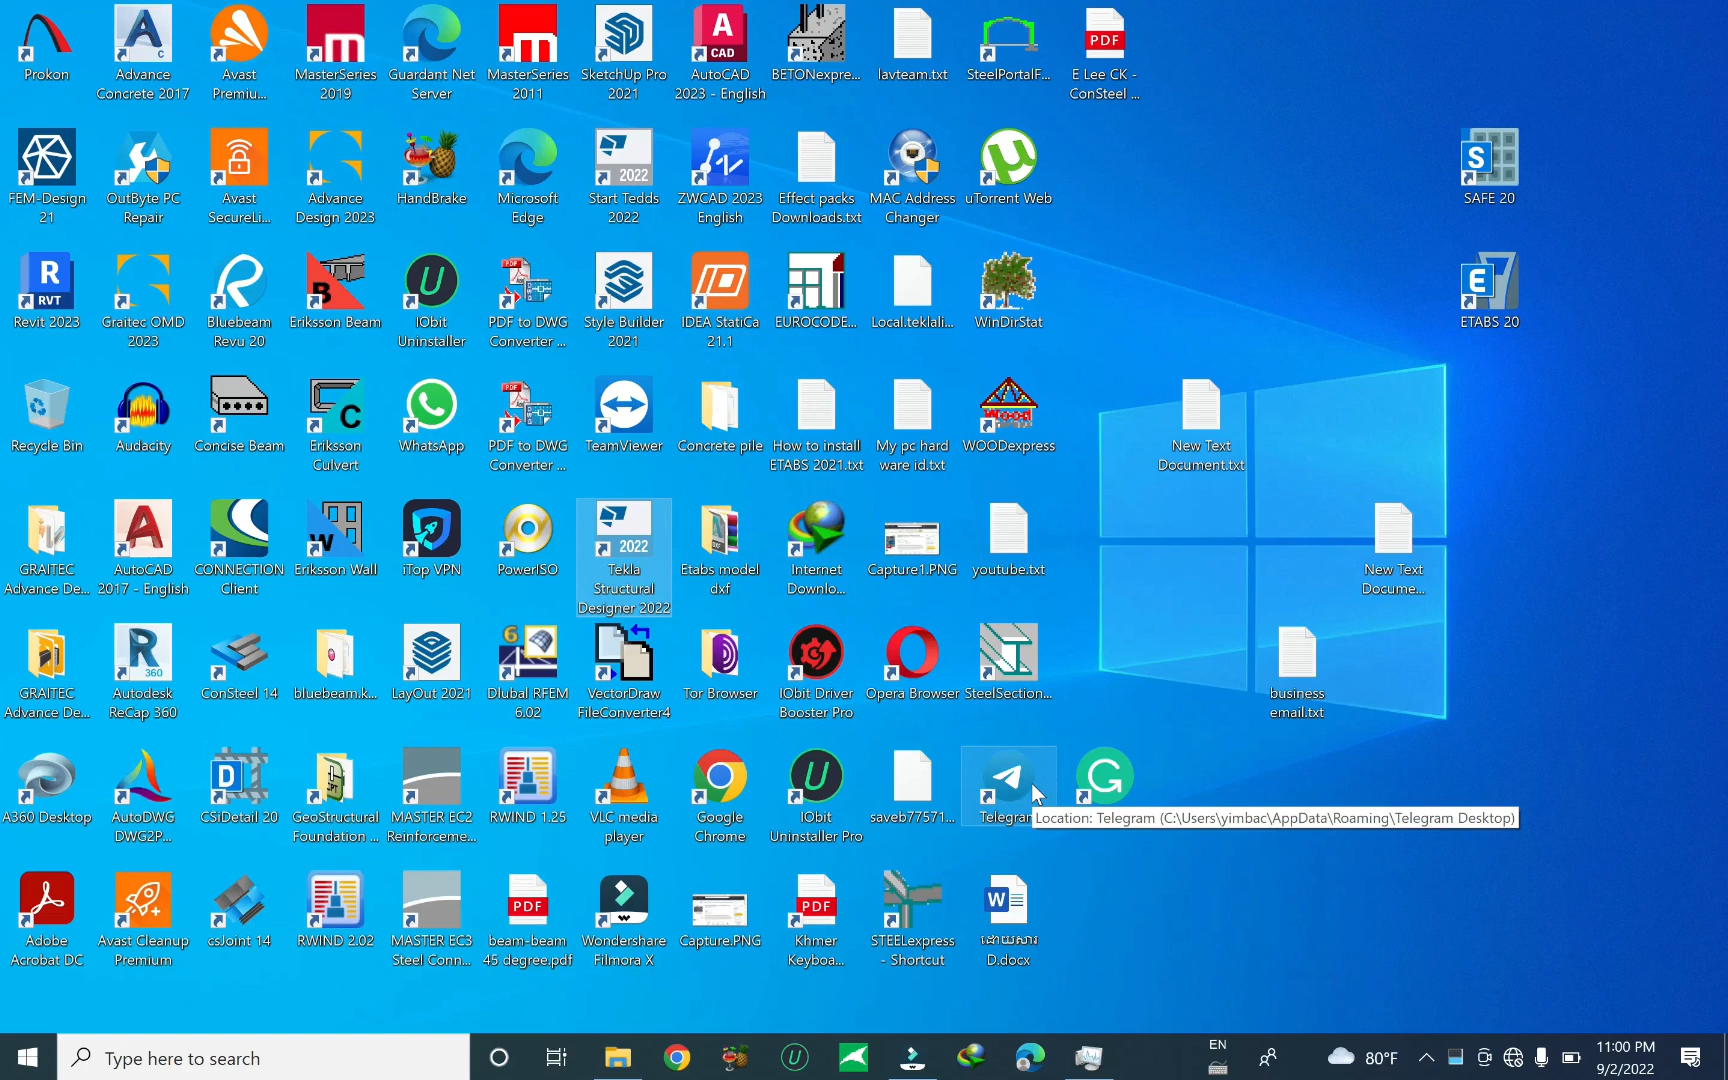 Prokon
Advance
Concrete 2017
Avast
Premiu...
MasterSeries
2019
Guardant Net
Server
MasterSeries
2011
SketchUp Pro
2021
A
CAD
AutoCAD
2023 - English
BETONexpre...
lavteam.txt
SteelPortalF...
PDF
E Lee CK -
ConSteel ...
FEM-Design
21
OutByte PC
Repair
Avast
SecureLi...
Advance
Design 2023
HandBrake
Microsoft
Edge
2022
Start Tedds
2022
ZWCAD 2023
English
Effect packs
Downloads.txt
MAC Address
Changer
uTorrent Web
S
SAFE 20
R
RVT
Revit 2023
Graitec OMD
2023
Bluebeam
Revu 20
B
Eriksson Beam
IObit
Uninstaller
PDF
PDF to DWG
Converter ...
Style Builder
2021
IDEA StatiCa
21.1
EUROCODE...
Local.teklali...
WinDirStat
E
ETABS 20
Recycle Bin
Audacity
Concise Beam
C
Eriksson
Culvert
WhatsApp
PDF
PDF to DWG
Converter ...
TeamViewer
Concrete pile
How to install
ETABS 2021.txt
My pc hard
ware id.txt
Wood
WOODexpress
New Text
Document.txt
GRAITEC
Advance De...
AutoCAD
2017 - English
CONNECTION
Client
W
Eriksson Wall
iTop VPN
PowerISO
2022
Tekla
Structural
Designer 2022
Etabs model
dxf
Internet
Downlo...
Capture1.PNG
youtube.txt
New Text
Docume...
GRAITEC
Advance De...
R
360
Autodesk
ReCap 360
ConSteel 14
bluebeam.k...
LayOut 2021
6
Dlubal RFEM
6.02
VectorDraw
FileConverter4
Tor Browser
IObit Driver
Booster Pro
Opera Browser
SteelSection...
business
email.txt
A360 Desktop
AutoDWG
DWG2P...
D
CSiDetail 20
GeoStructural
Foundation ...
MASTER EC2
Reinforceme...
RWIND 1.25
VLC media
player
Google
Chrome
IObit
Uninstaller Pro
saveb77571...
Telegram
G
Location: Telegram (C:\Users\yimbac\AppData\Roaming\Telegram Desktop)
Adobe
Acrobat DC
Avast Cleanup
Premium
csJoint 14
RWIND 2.02
MASTER EC3
Steel Conn...
PDF
beam-beam
45 degree.pdf
Wondershare
Filmora X
Capture.PNG
PDF
Khmer
Keyboa...
STEELexpress
- Shortcut
W
ដោយសារ
D.docx
Type here to search
EN
80°F
11:00 PM
9/2/2022